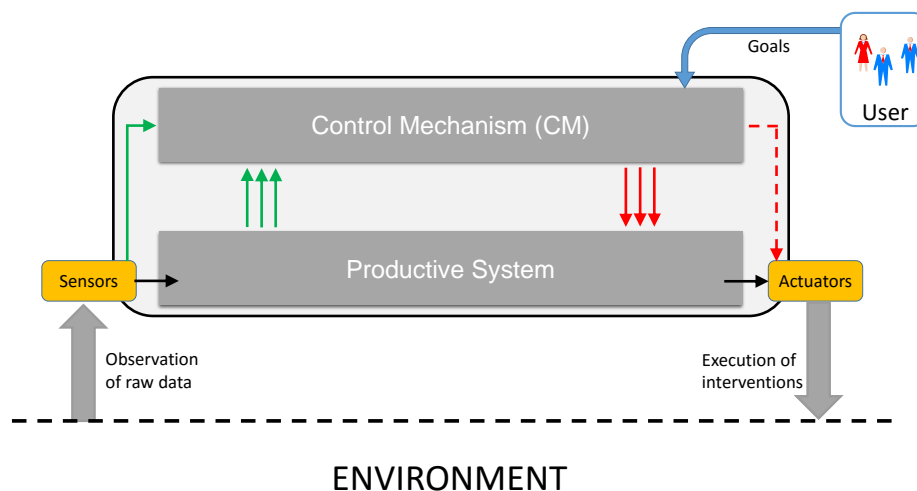 Goals
User
Control Mechanism (CM)
Productive System
Sensors
Actuators
Observation
of raw data
Execution of
interventions
ENVIRONMENT